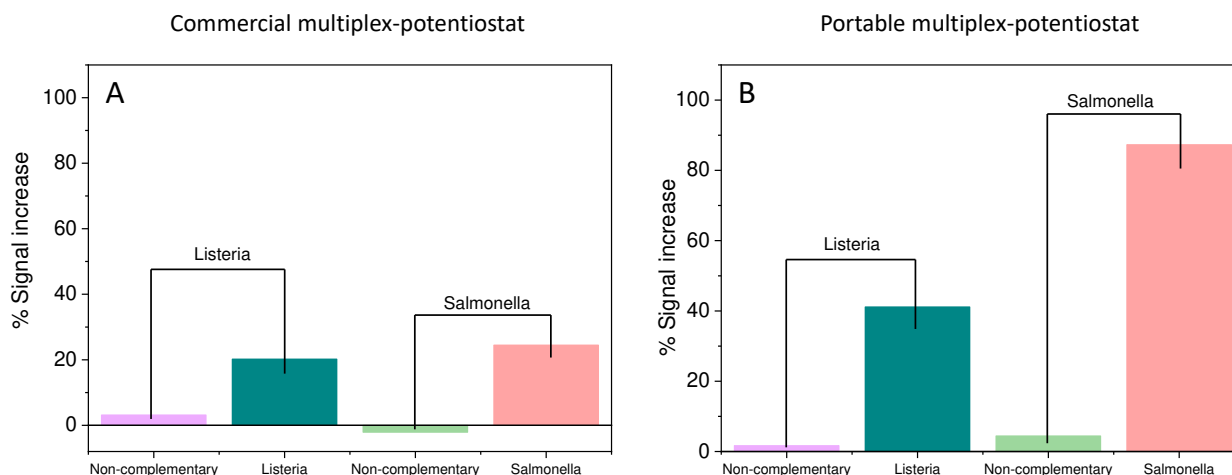 Commercial multiplex-potentiostat
A
% Signal increase
100
80
60
40
20
0
Listeria
Salmonella
Non-complementary Listeria Non-complementary Salmonella
Portable multiplex-potentiostat
B
% Signal increase
100
80
60
40
20
0
Listeria
Salmonella
Non-complementary Listeria Non-complementary Salmonella